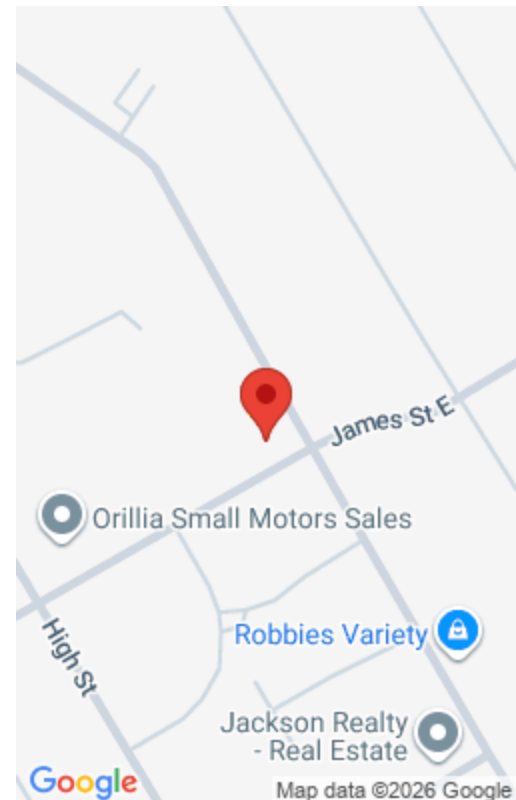 James St E
Orillia Small Motors Sales
High St
Robbies Variety
Jackson Realty
- Real Estate
Google
Map data ©2026 Google